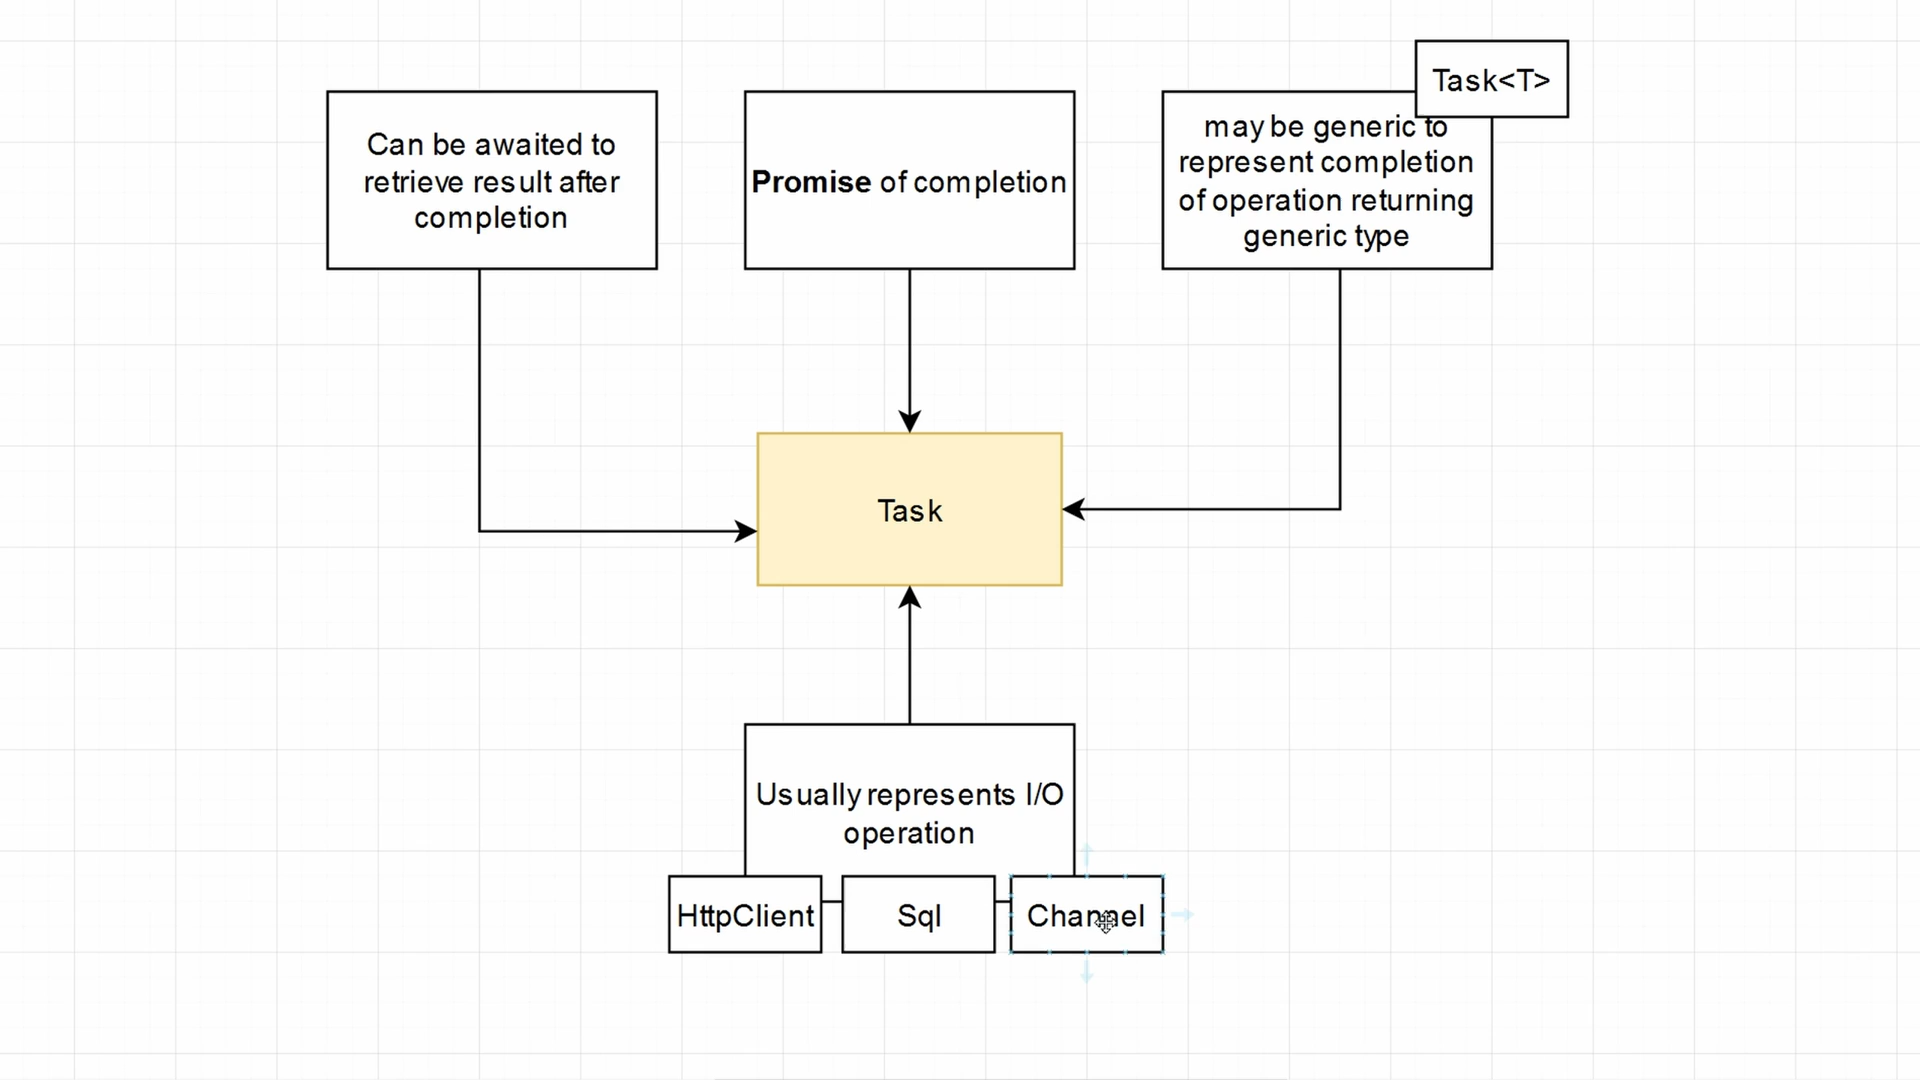 Task<T>
Can be awaited to
retrieve result after
completion
Promise of completion
may be generic to
represent completion
of operation returning
generic type
Task
Usually represents I/O
operation
HttpClient
Sql
Channel